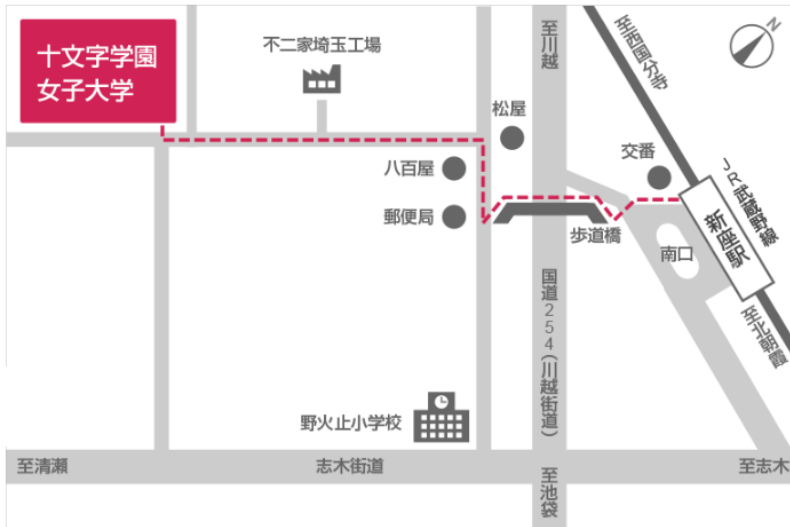 十文字学園
女子大学
不二家埼玉工場
至川越
至西国分寺
N
松屋
交番
八百屋
JR武蔵野線
郵便局
新座駅
歩道橋
南口
国道254(川越街道)
至北朝霞
野火止小学校
至清瀬
志木街道
至池袋
至志木